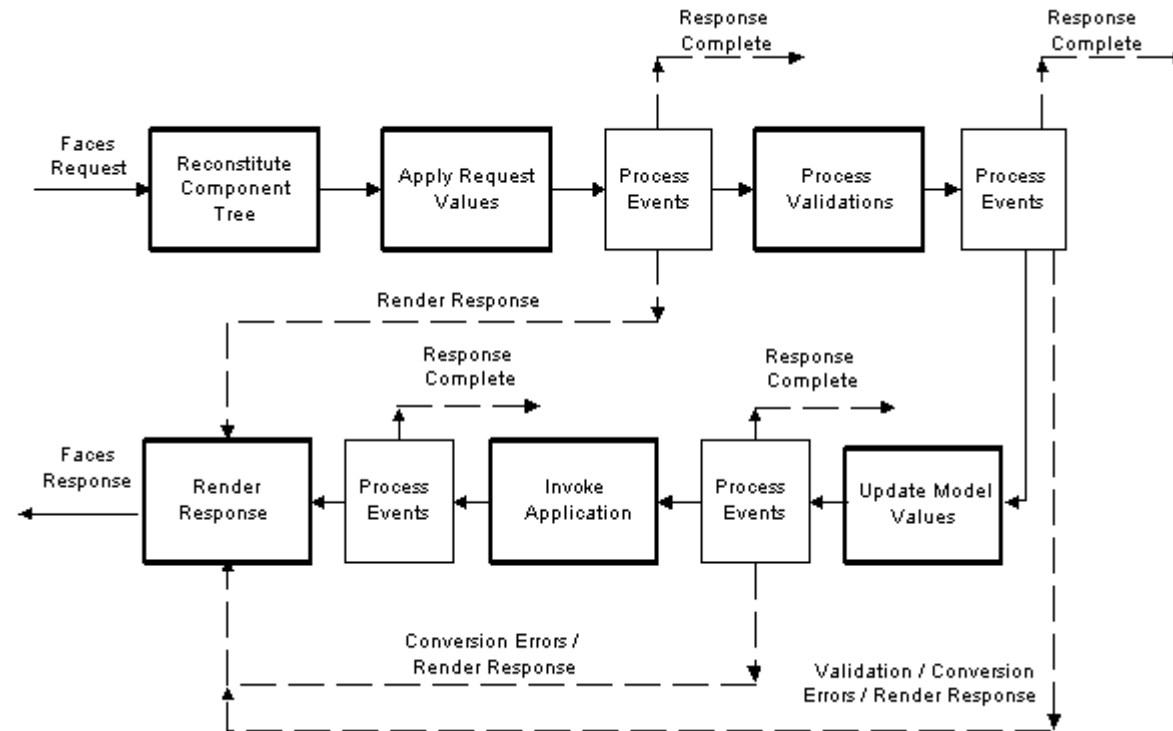 Response
Complete
Response
Complete
Faces
Request
Reconstitute
Component
Tree
Apply Request
Values
Process
Events
Process
Validations
Process
Events
Render Response
Response
Complete
Response
Complete
Faces
Response
Render
Response
Process
Events
Invoke
Application
Process
Events
Update Model
Values
Conversion Errors /
Render Response
Validation / Conversion
Errors / Render Response